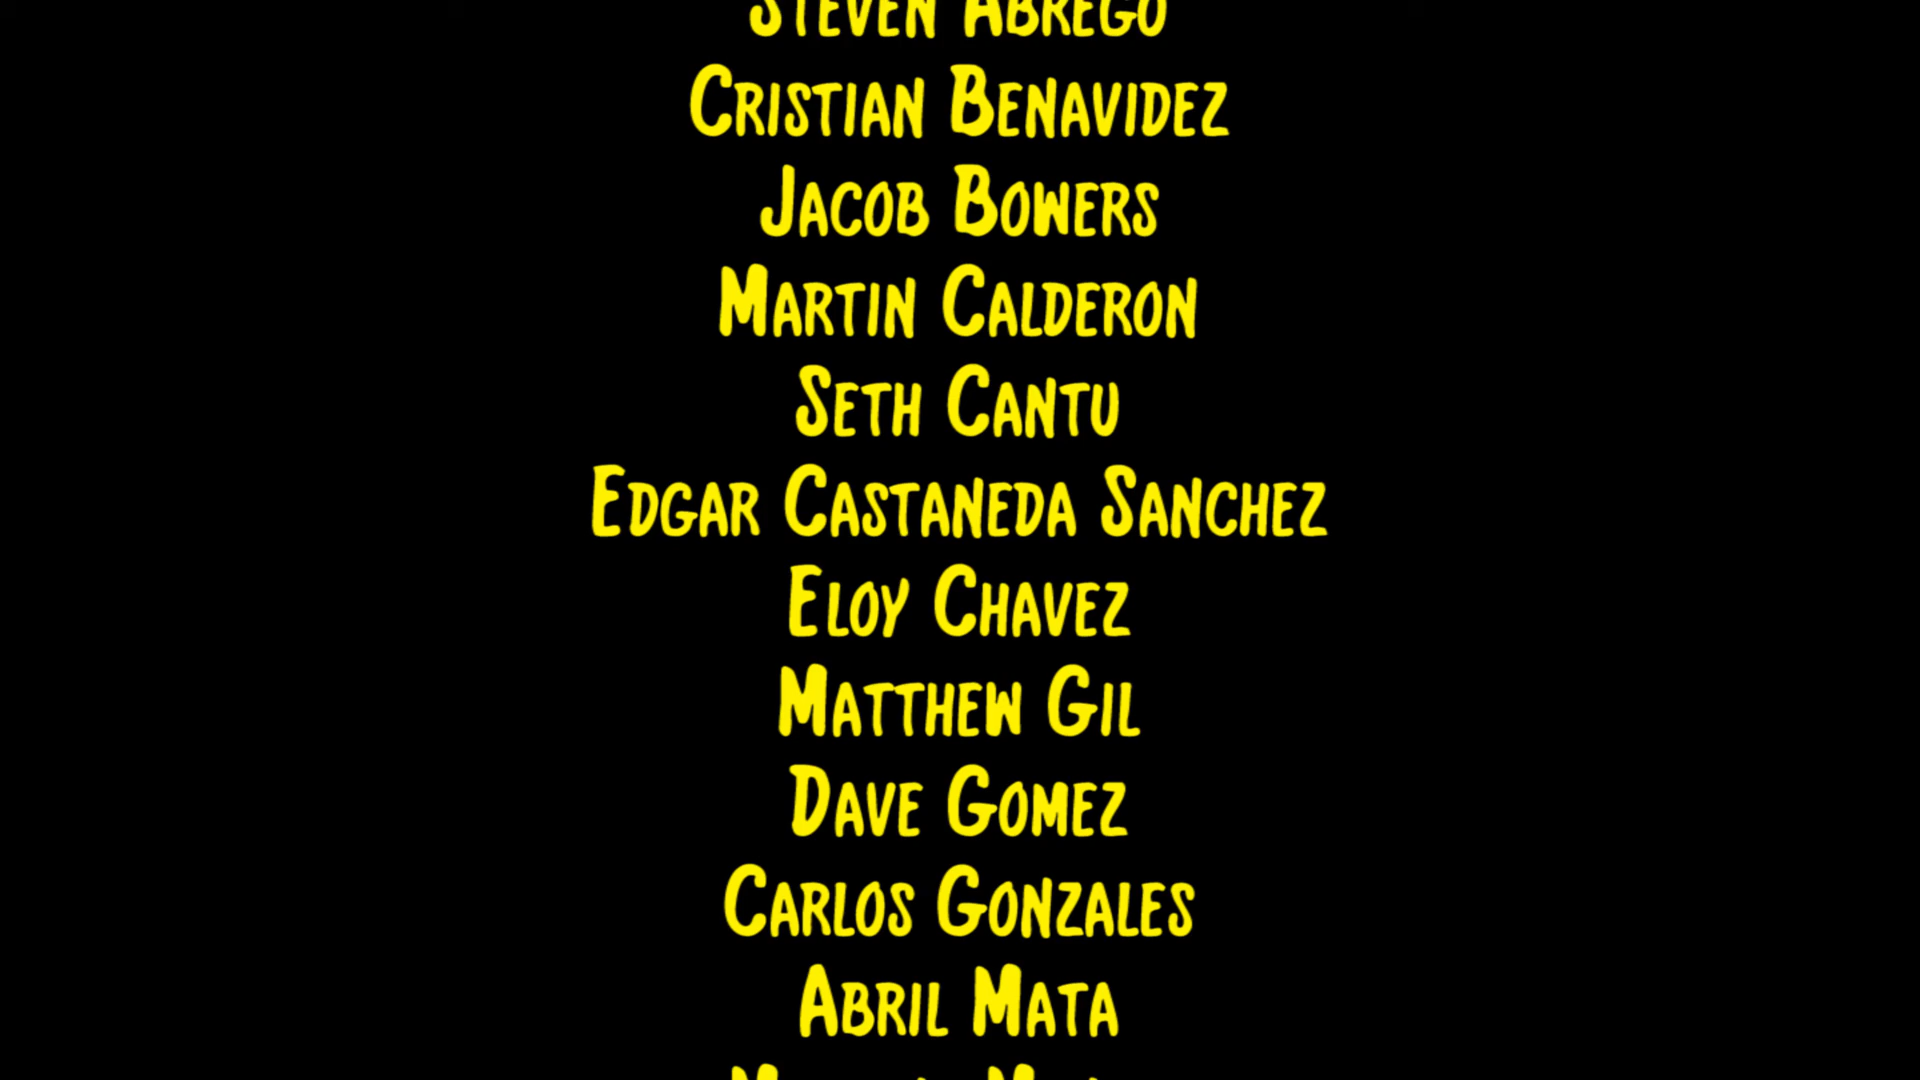 STEVEN ABREGO
CRISTIAN BENAVIDEZ
JACOB BOWERS
MARTIN CALDERON
SETH CANTU
EDGAR CASTANEDA SANCHEZ
ELOY CHAVEZ
MATTHEW GIL
DAVE GOMEZ
CARLOS GONZALES
ABRIL MATA